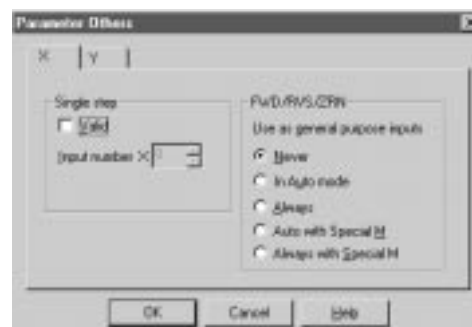 Parameter Others
X Y
Single step
Valid
Input number X
FWD/RVS/ZRN
Use as general purpose inputs
Never
In Auto mode
Always
Auto with Special M
Always with Special M
OK Cancel Help